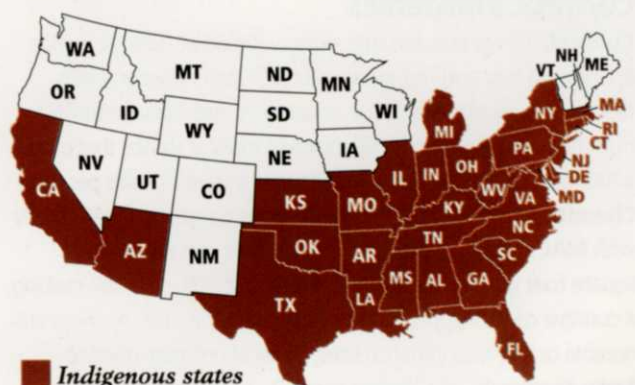 WA
OR
ID
MT
WY
NV
UT
CO
NM
ND
SD
NE
MN
IA
WI
VT
NH
ME
CA
AZ
KS
OK
TX
MO
AR
LA
IL
IN
OH
MI
KY
TN
MS
AL
GA
FL
SC
NC
VA
WV
PA
NY
MA
RI
CT
NJ
DE
MD
Indigenous states